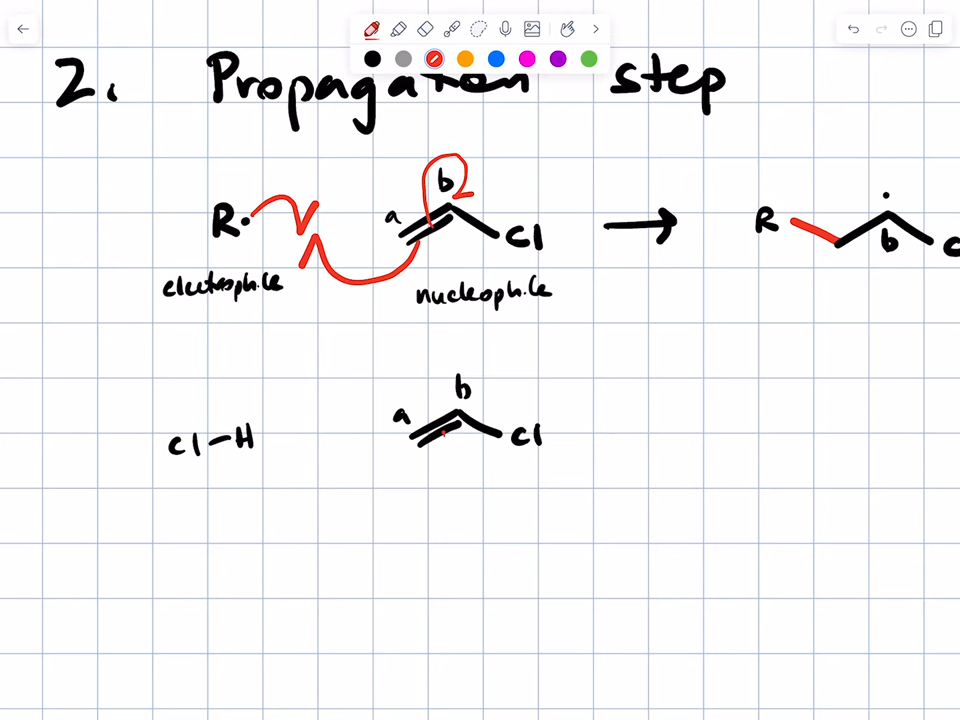 2. Propagation step
b
a
R· Cl → R b
electrophile nucleophile
b
a
Cl–H Cl